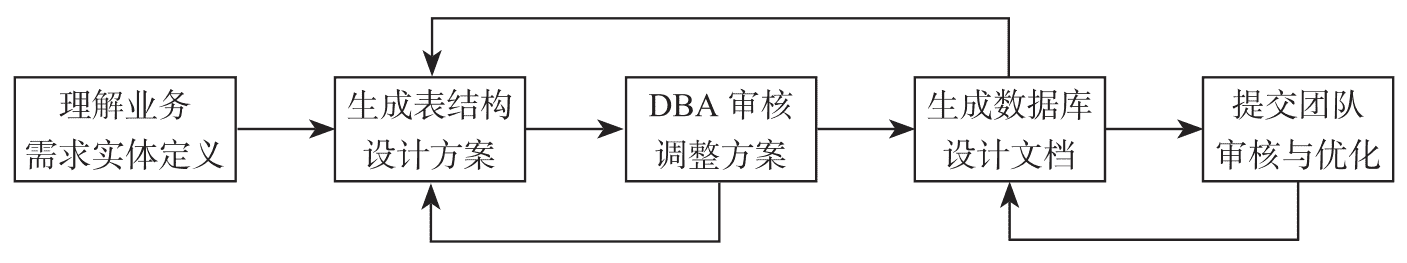 理解业务
需求实体定义
生成表结构
设计方案
DBA 审核
调整方案
生成数据库
设计文档
提交团队
审核与优化